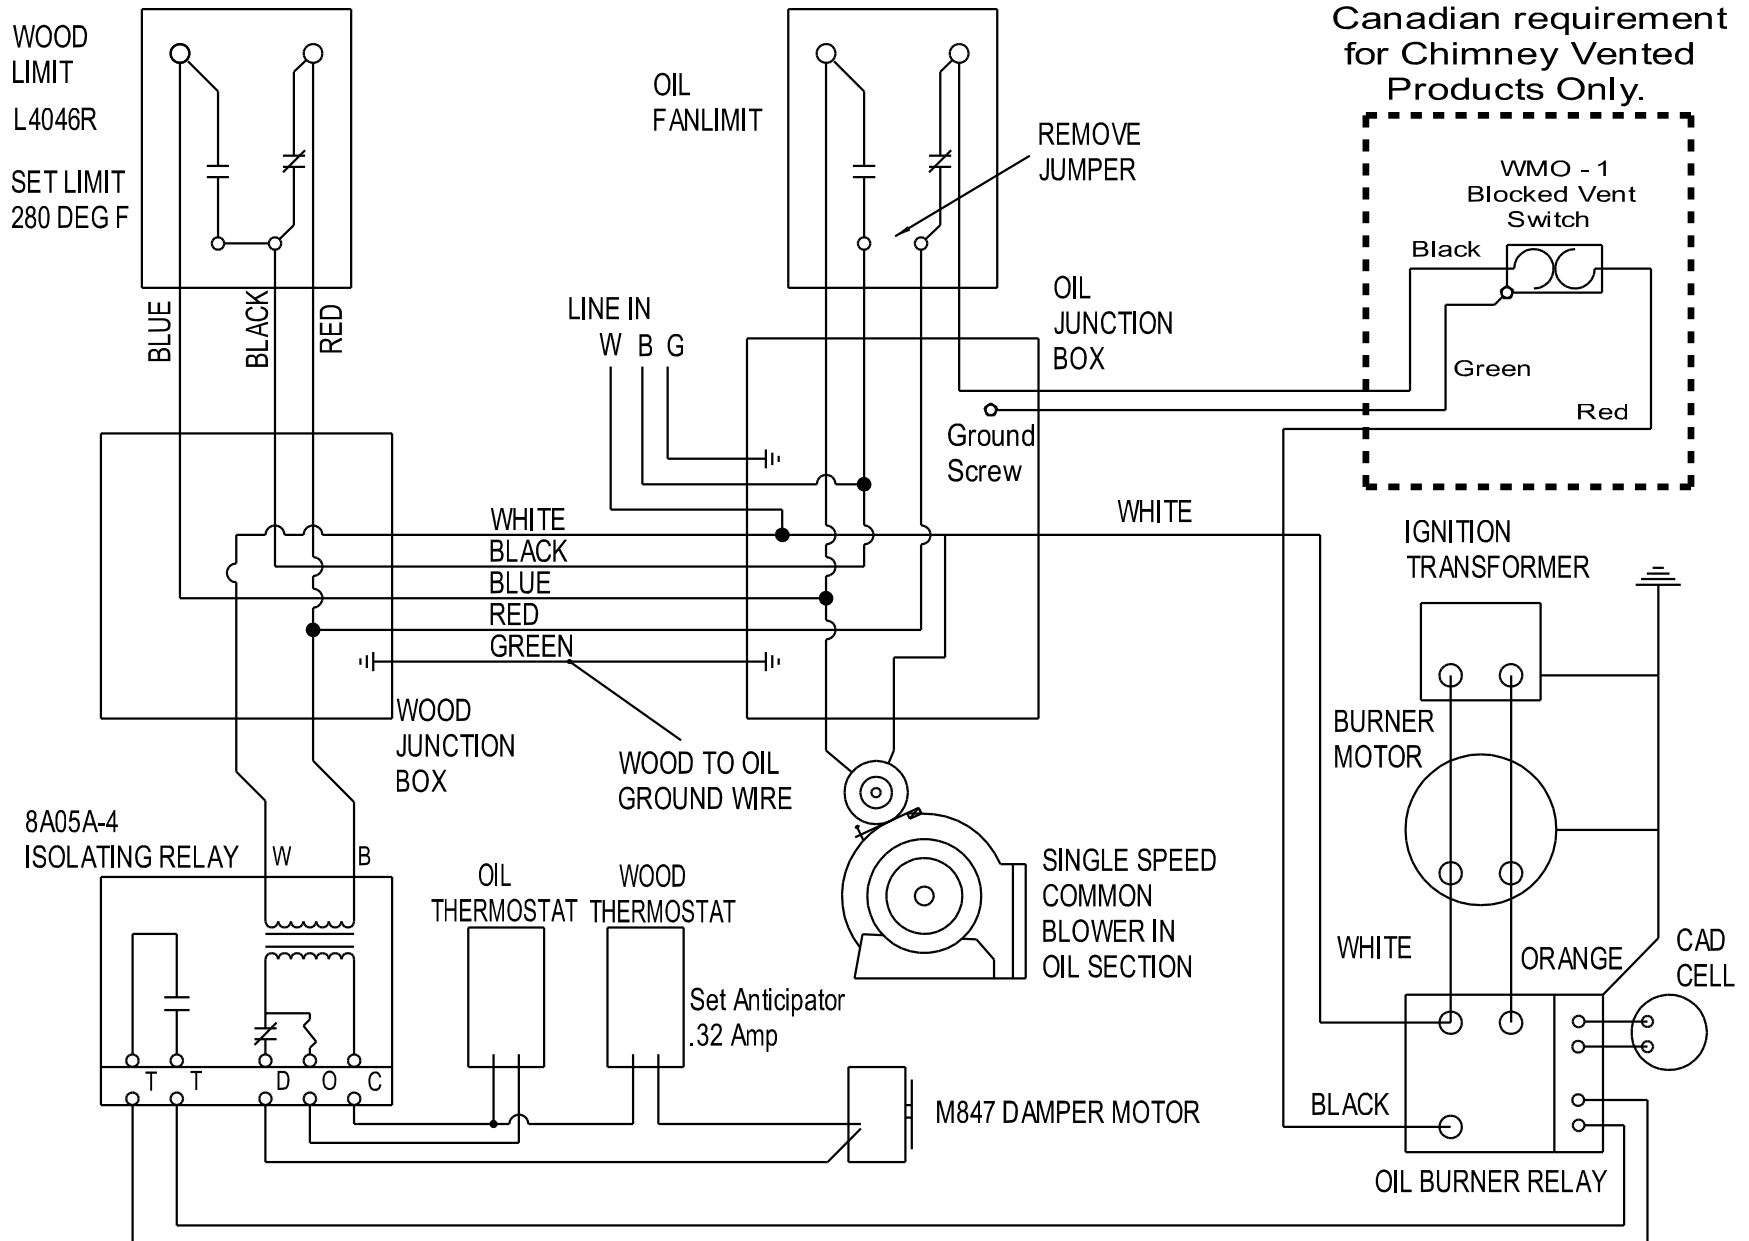 WOOD
LIMIT
L4046R
SET LIMIT
280 DEG F
OIL
FANLIMIT
REMOVE
JUMPER
Canadian requirement
for Chimney Vented
Products Only.
WMO - 1
Blocked Vent
Switch
Black
Green
Red
BLUE
BLACK
RED
LINE IN
W B G
OIL
JUNCTION
BOX
Ground
Screw
WHITE
BLACK
BLUE
RED
GREEN
WHITE
IGNITION
TRANSFORMER
WOOD
JUNCTION
BOX
WOOD TO OIL
GROUND WIRE
BURNER
MOTOR
8A05A-4
ISOLATING RELAY
W B
OIL
THERMOSTAT
WOOD
THERMOSTAT
SINGLE SPEED
COMMON
BLOWER IN
OIL SECTION
Set Anticipator
.32 Amp
WHITE
ORANGE
CAD
CELL
T T D O C
M847 DAMPER MOTOR
BLACK
OIL BURNER RELAY